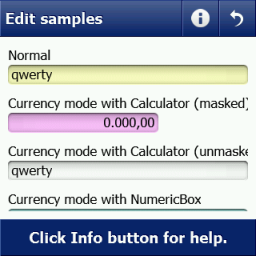 Edit samples
Normal
qwerty
Currency mode with Calculator (masked)
0.000,00
Currency mode with Calculator (unmaske
qwerty
Currency mode with NumericBox
Click Info button for help.